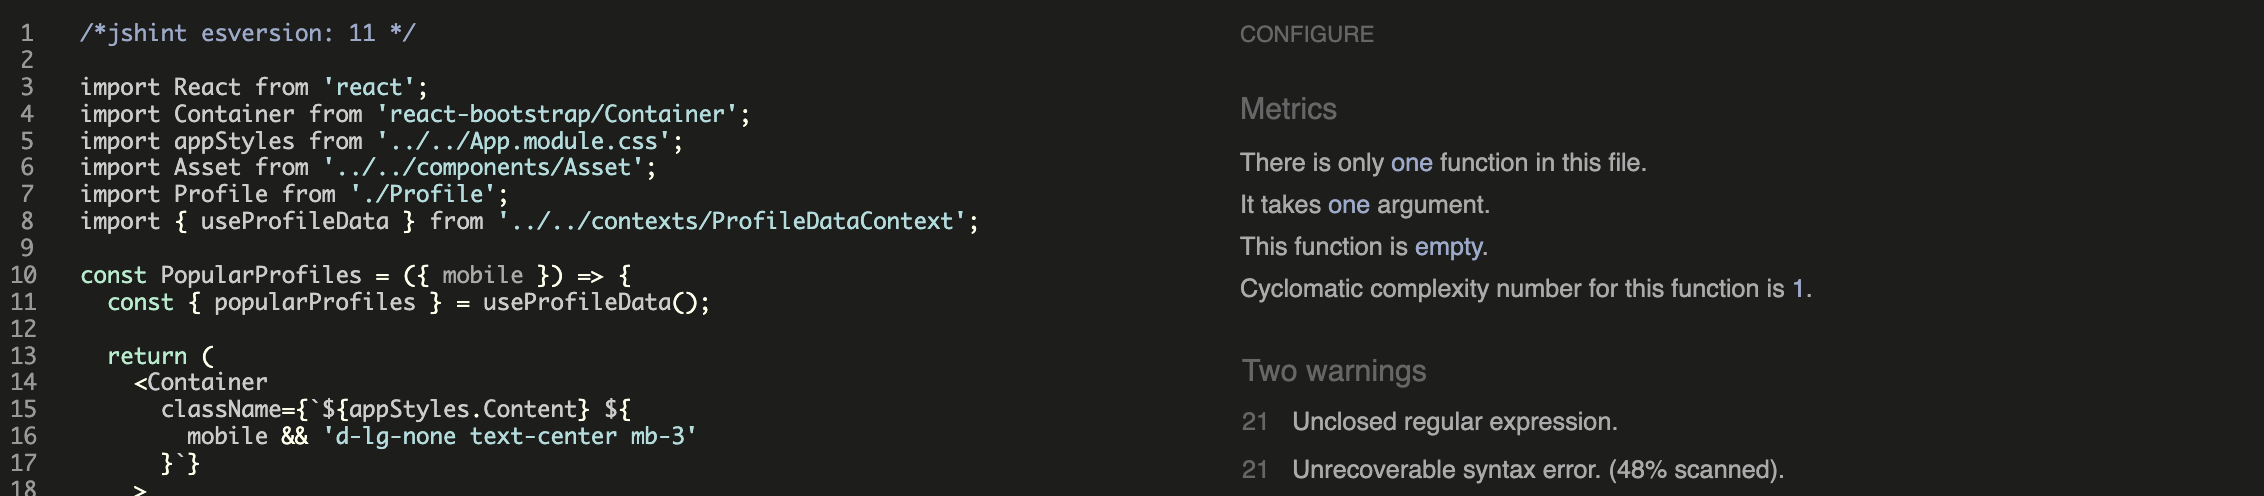 1 /*jshint esversion: 11 */
2
3 import React from 'react';
4 import Container from 'react-bootstrap/Container';
5 import appStyles from '../../App.module.css';
6 import Asset from '../../components/Asset';
7 import Profile from './Profile';
8 import { useProfileData } from '../../contexts/ProfileDataContext';
9
10 const PopularProfiles = ({ mobile }) => {
11   const { popularProfiles } = useProfileData();
12
13   return (
14     <Container
15       className={`${appStyles.Content} ${
16         mobile && 'd-lg-none text-center mb-3'
17       }`}
18     >
CONFIGURE
Metrics
There is only one function in this file.
It takes one argument.
This function is empty.
Cyclomatic complexity number for this function is 1.
Two warnings
21 Unclosed regular expression.
21 Unrecoverable syntax error. (48% scanned).